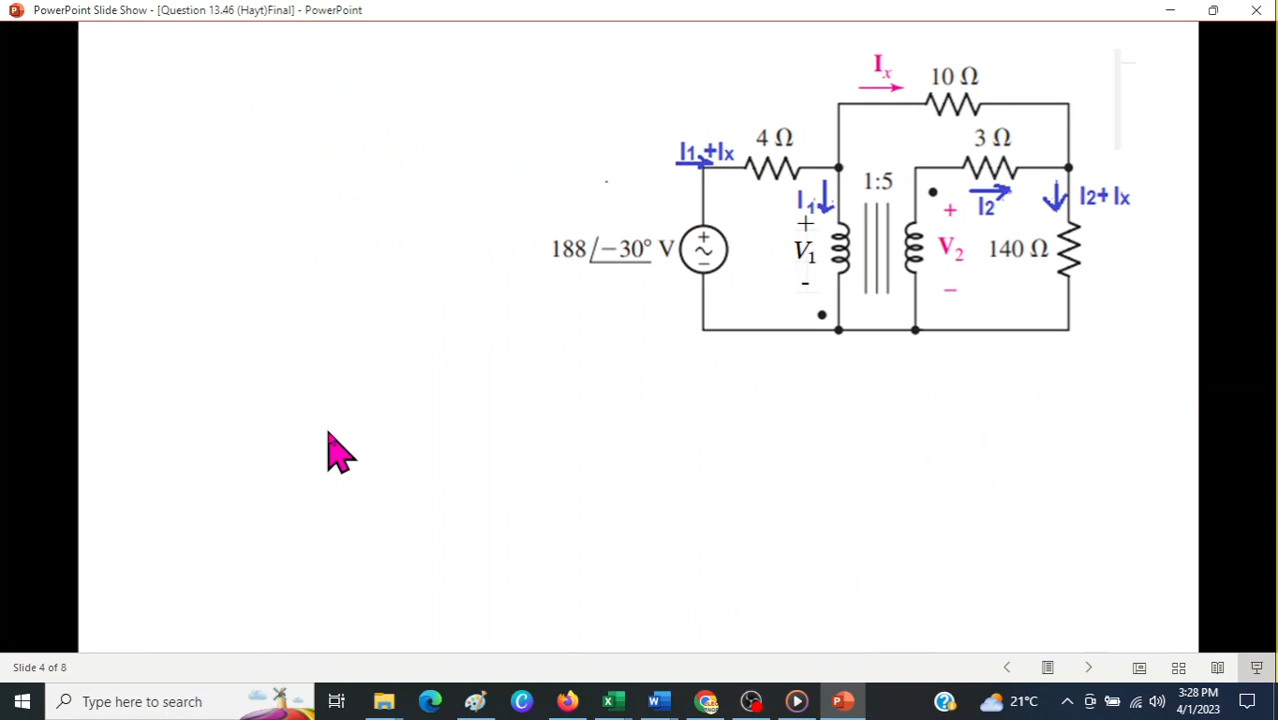 PowerPoint Slide Show - [Question 13.46 (Hayt)Final] - PowerPoint
Ix
10 Ω
4 Ω
3 Ω
I1+Ix
1:5
I1
I2
I2+Ix
+
+
188/−30° V
+
−
V1
V2
140 Ω
-
−
Slide 4 of 8
Type here to search
21°C
3:28 PM
4/1/2023